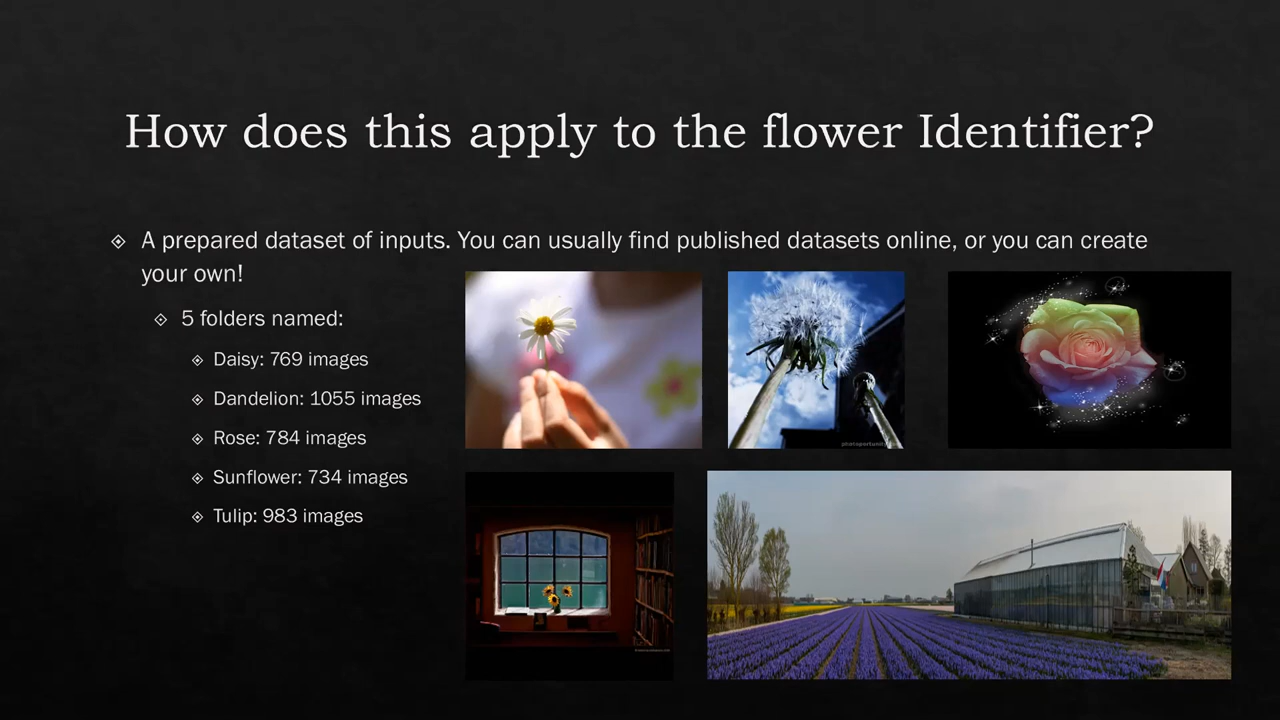 How does this apply to the flower Identifier?
A prepared dataset of inputs. You can usually find published datasets online, or you can create
your own!
5 folders named:
Daisy: 769 images
Dandelion: 1055 images
Rose: 784 images
Sunflower: 734 images
Tulip: 983 images